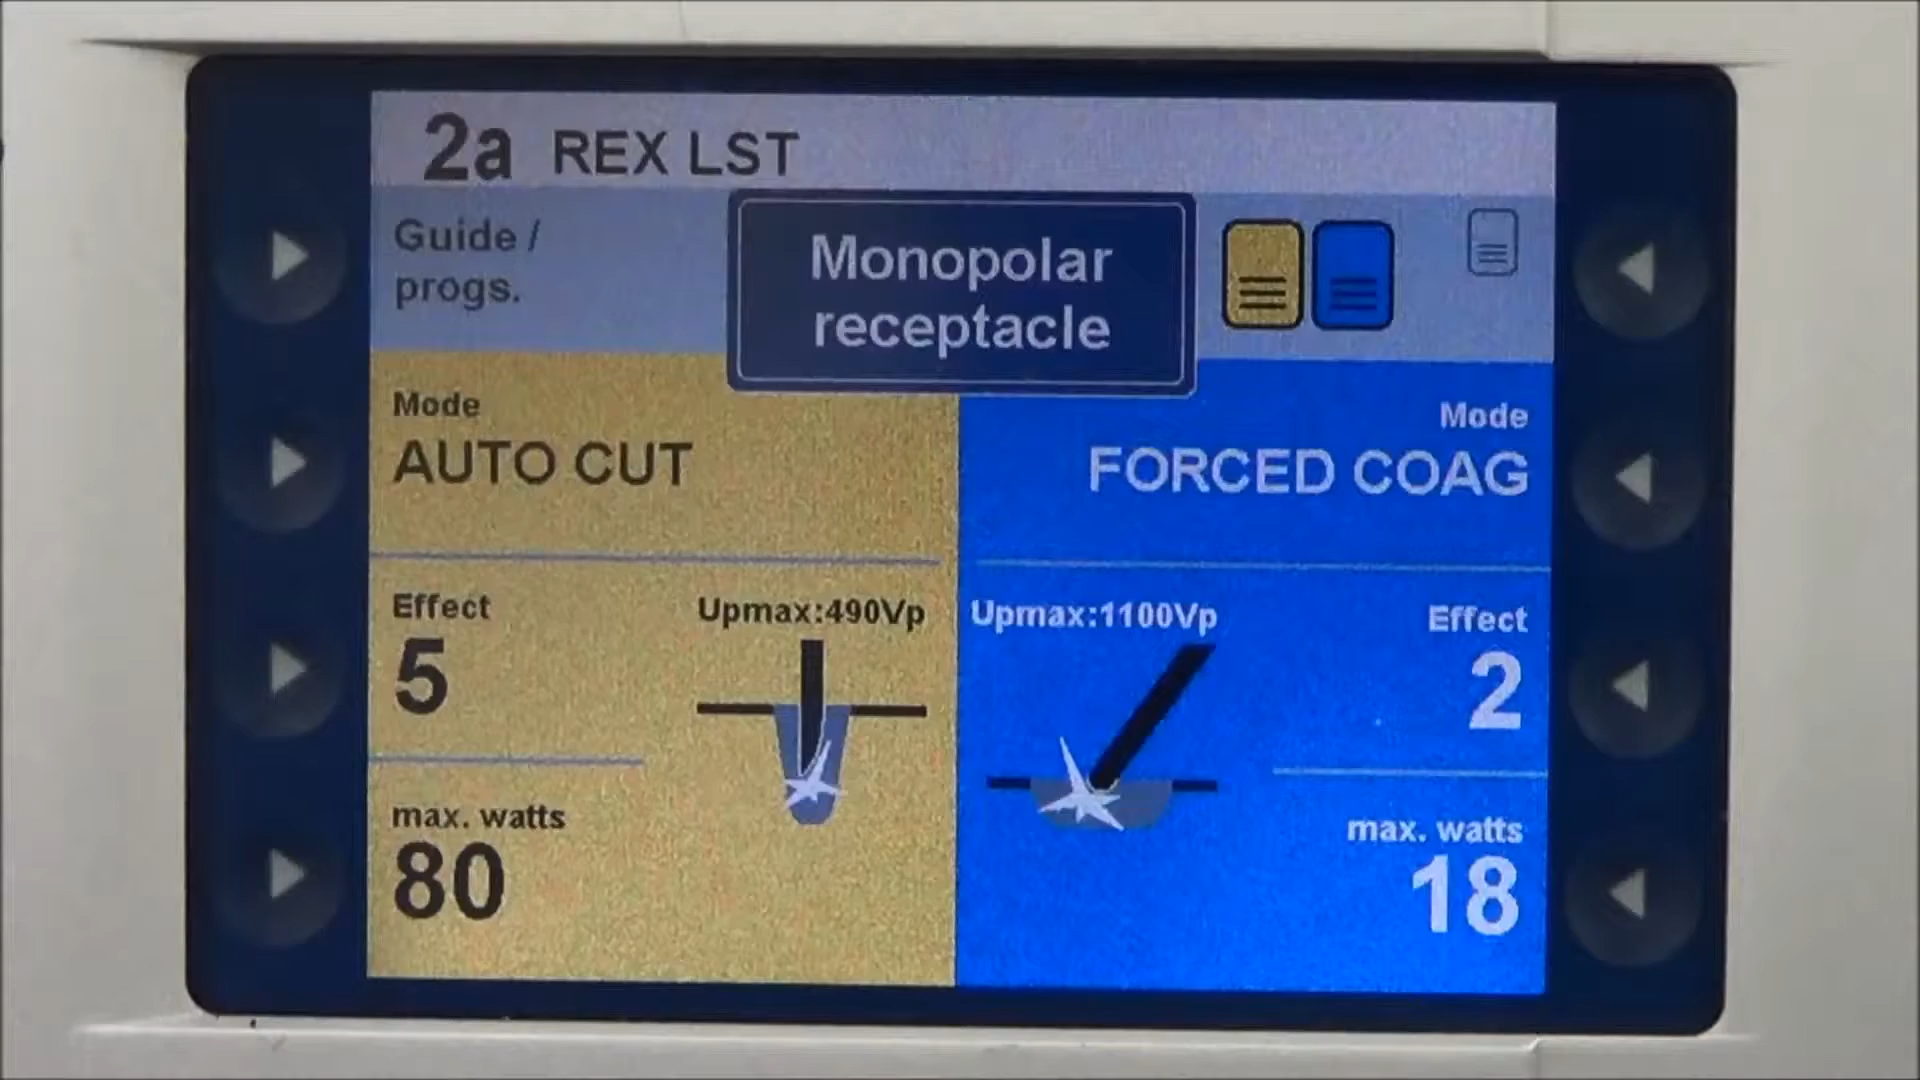 2a REX LST
Guide /
progs.
Monopolar
receptacle
Mode
AUTO CUT
Mode
FORCED COAG
Effect
5
Upmax:490Vp
Upmax:1100Vp
Effect
2
max. watts
80
max. watts
18